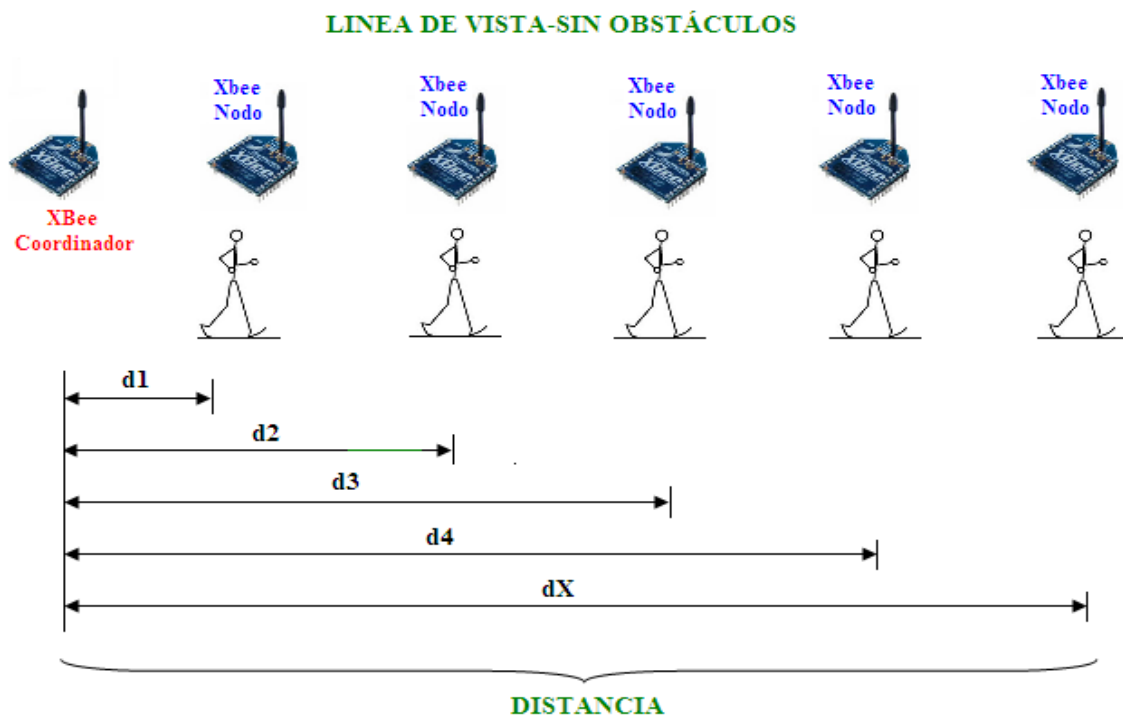 LINEA DE VISTA-SIN OBSTÁCULOS
Xbee
Nodo
Xbee
Nodo
Xbee
Nodo
Xbee
Nodo
Xbee
Nodo
XBee
Coordinador
d1
d2
d3
d4
dX
DISTANCIA